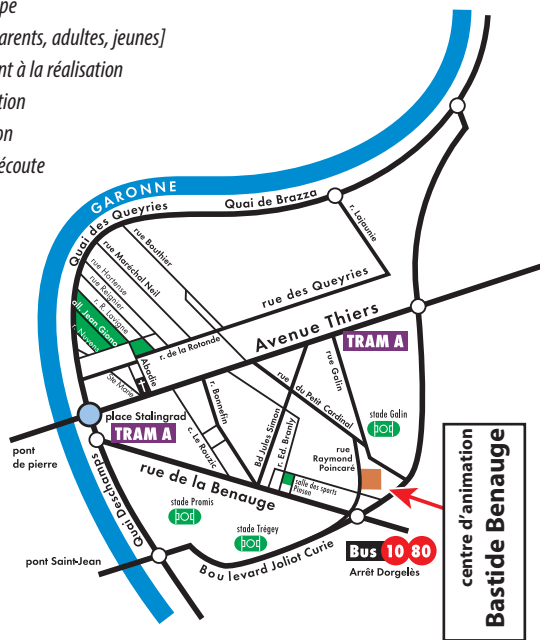 pe
arents, adultes, jeunes]
nt à la réalisation
tion
on
écoute
GARONNE
Quai des Queyries
Quai de Brazza
r. Lajaunie
rue Bouthier
rue Maréchal Neil
rue Hortense
rue Reignier
r. R. Lavigne
all. Jean Giono
r. Nuyens
rue des Queyries
Avenue Thiers
r. de la Rotonde
TRAM A
Abadie
Ste Marie
r. Bonnefin
rue du Petit Cardinal
rue Galin
stade Galin
place Stalingrad
TRAM A
pont
de pierre
c. Le Rouzic
Bd Jules Simon
r. Ed. Branly
rue
Raymond
Poincaré
rue de la Benauge
salle des sports
Pinson
Quai Deschamps
stade Promis
stade Trégey
pont Saint-Jean
Boulevard Joliot Curie
Bus 10 80
Arrêt Dorgelès
centre d'animation
Bastide Benauge